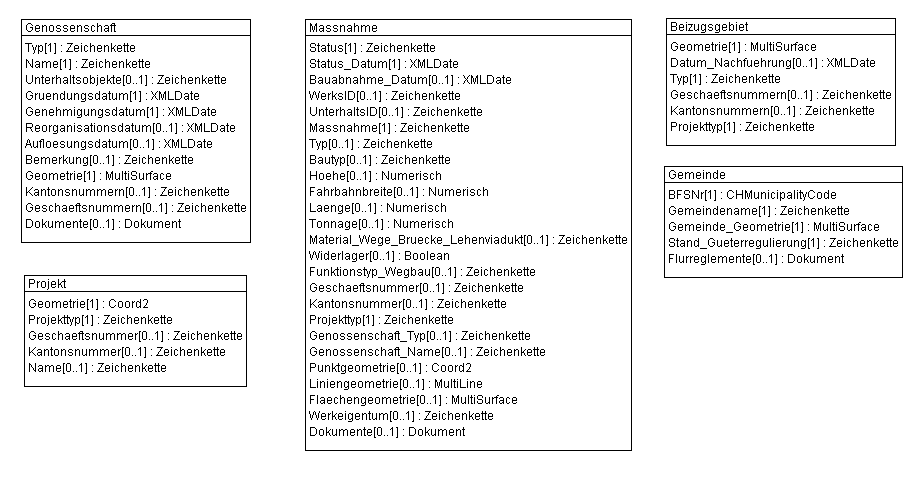 Genossenschaft
Typ[1] : Zeichenkette
Name[1] : Zeichenkette
Unterhaltsobjekte[0..1] : Zeichenkette
Gruendungsdatum[1] : XMLDate
Genehmigungsdatum[1] : XMLDate
Reorganisationsdatum[0..1] : XMLDate
Aufloesungsdatum[0..1] : XMLDate
Bemerkung[0..1] : Zeichenkette
Geometrie[1] : MultiSurface
Kantonsnummern[0..1] : Zeichenkette
Geschaeftsnummern[0..1] : Zeichenkette
Dokumente[0..1] : Dokument
Projekt
Geometrie[1] : Coord2
Projekttyp[1] : Zeichenkette
Geschaeftsnummer[0..1] : Zeichenkette
Kantonsnummer[0..1] : Zeichenkette
Name[0..1] : Zeichenkette
Massnahme
Status[1] : Zeichenkette
Status_Datum[1] : XMLDate
Bauabnahme_Datum[0..1] : XMLDate
WerksID[0..1] : Zeichenkette
UnterhaltsID[0..1] : Zeichenkette
Massnahme[1] : Zeichenkette
Typ[0..1] : Zeichenkette
Bautyp[0..1] : Zeichenkette
Hoehe[0..1] : Numerisch
Fahrbahnbreite[0..1] : Numerisch
Laenge[0..1] : Numerisch
Tonnage[0..1] : Numerisch
Material_Wege_Bruecke_Lehenviadukt[0..1] : Zeichenkette
Widerlager[0..1] : Boolean
Funktionstyp_Wegbau[0..1] : Zeichenkette
Geschaeftsnummer[0..1] : Zeichenkette
Kantonsnummer[0..1] : Zeichenkette
Projekttyp[1] : Zeichenkette
Genossenschaft_Typ[0..1] : Zeichenkette
Genossenschaft_Name[0..1] : Zeichenkette
Punktgeometrie[0..1] : Coord2
Liniengeometrie[0..1] : MultiLine
Flaechengeometrie[0..1] : MultiSurface
Werkeigentum[0..1] : Zeichenkette
Dokumente[0..1] : Dokument
Beizugsgebiet
Geometrie[1] : MultiSurface
Datum_Nachfuehrung[0..1] : XMLDate
Typ[1] : Zeichenkette
Geschaeftsnummern[0..1] : Zeichenkette
Kantonsnummern[0..1] : Zeichenkette
Projekttyp[1] : Zeichenkette
Gemeinde
BFSNr[1] : CHMunicipalityCode
Gemeindename[1] : Zeichenkette
Gemeinde_Geometrie[1] : MultiSurface
Stand_Gueterregulierung[1] : Zeichenkette
Flurreglemente[0..1] : Dokument